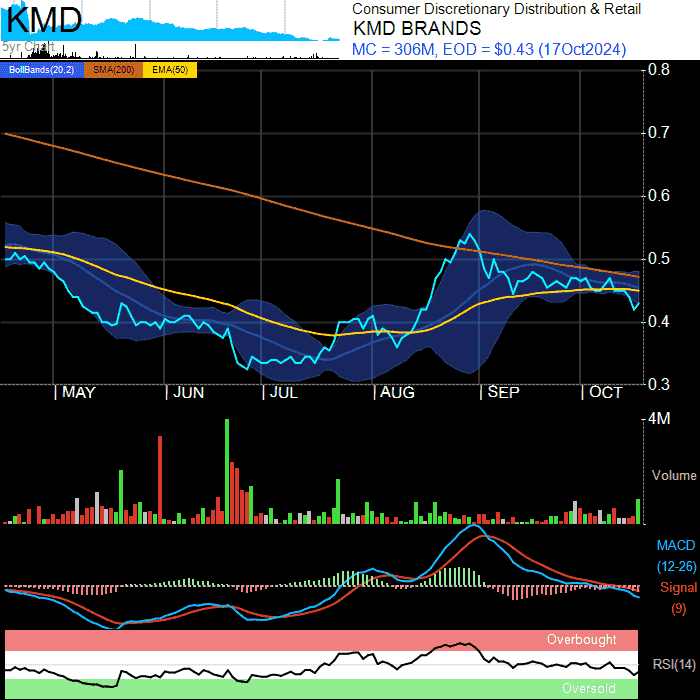 KMD
Consumer Discretionary Distribution & Retail
KMD BRANDS
5yr Chart
MC = 306M, EOD = $0.43 (17Oct2024)
BollBands(20,2) SMA(200) EMA(50)
0.8
0.7
0.6
0.5
0.4
0.3
MAY JUN JUL AUG SEP OCT
4M
Volume
MACD
(12-26)
Signal
(9)
Overbought
RSI(14)
Oversold